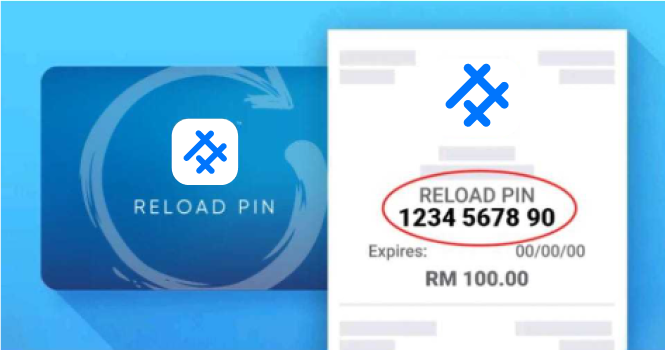 RELOAD PIN
RELOAD PIN
1234 5678 90
Expires: 00/00/00
RM 100.00